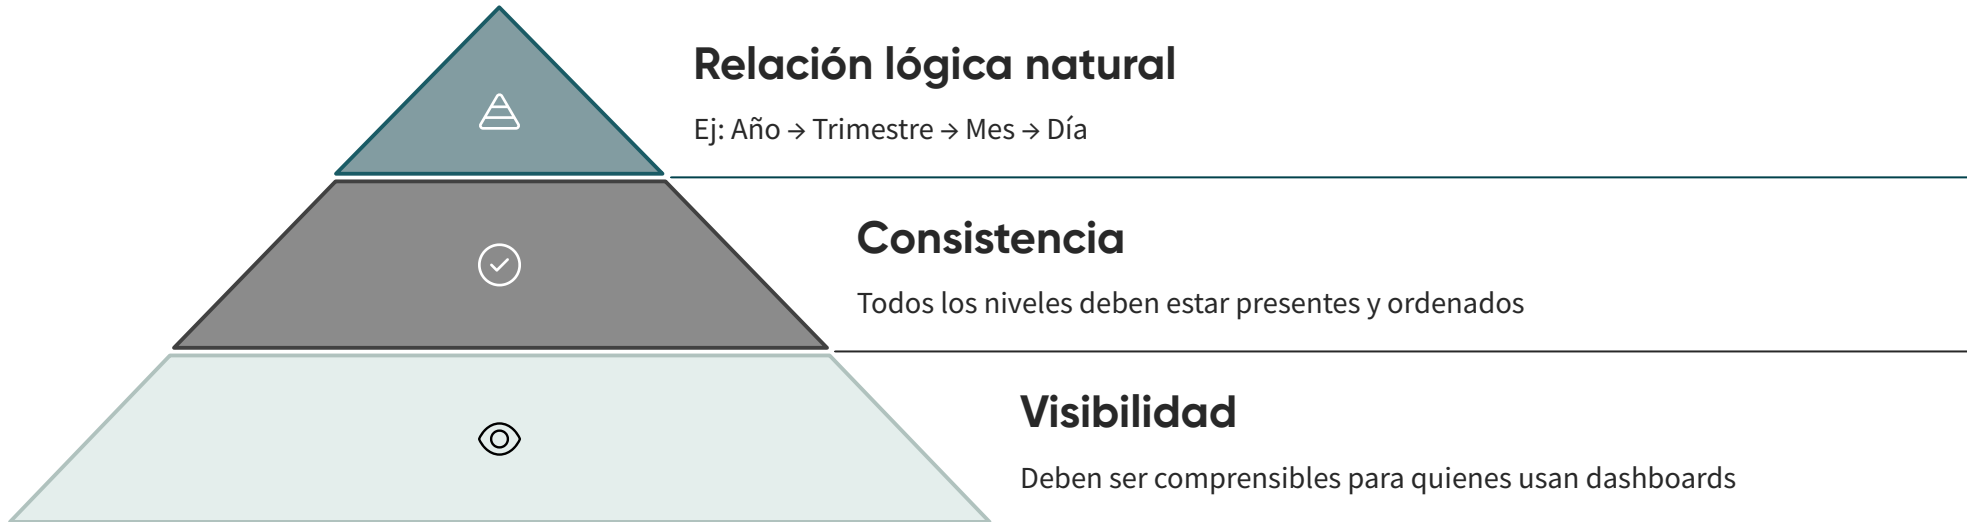 Relación lógica natural
Ej: Año → Trimestre → Mes → Día
Consistencia
Todos los niveles deben estar presentes y ordenados
Visibilidad
Deben ser comprensibles para quienes usan dashboards